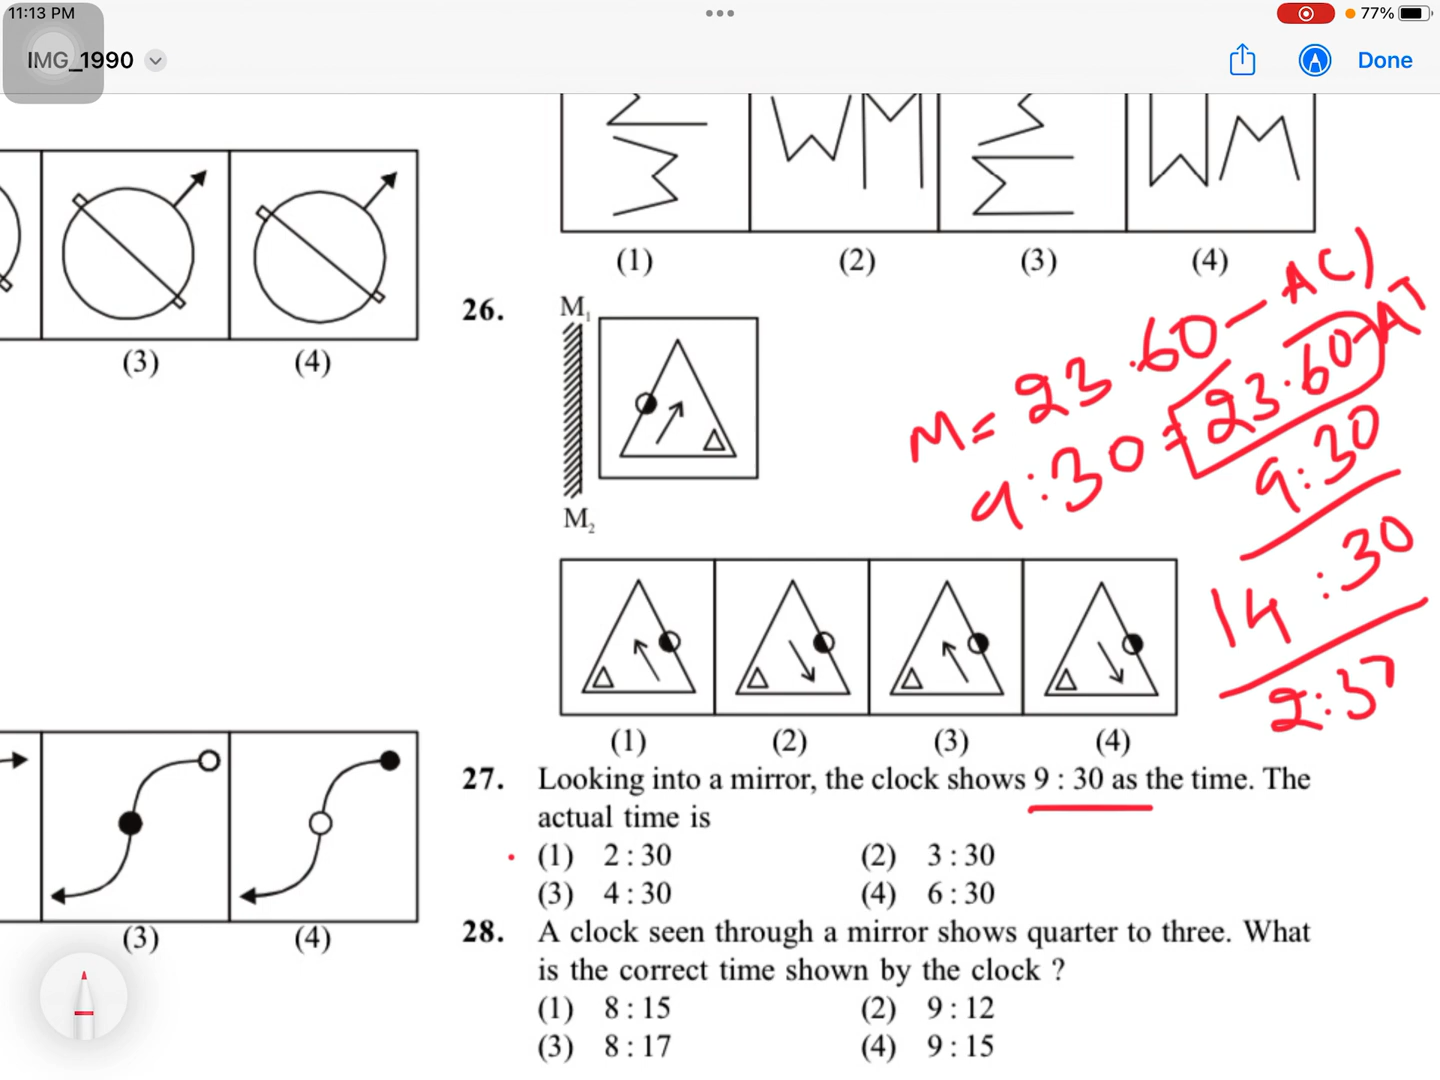 11:13 PM
77%
IMG_1990
Done
(1) (2) (3) (4)
(3) (4)
26. M1
M2
M = 23.60 – AC)
9:30 = 23.60 – AT
9:30
14:30
2:37
(1) (2) (3) (4)
27. Looking into a mirror, the clock shows 9 : 30 as the time. The
actual time is
(1) 2 : 30 (2) 3 : 30
(3) 4 : 30 (4) 6 : 30
(3) (4)
28. A clock seen through a mirror shows quarter to three. What
is the correct time shown by the clock ?
(1) 8 : 15 (2) 9 : 12
(3) 8 : 17 (4) 9 : 15